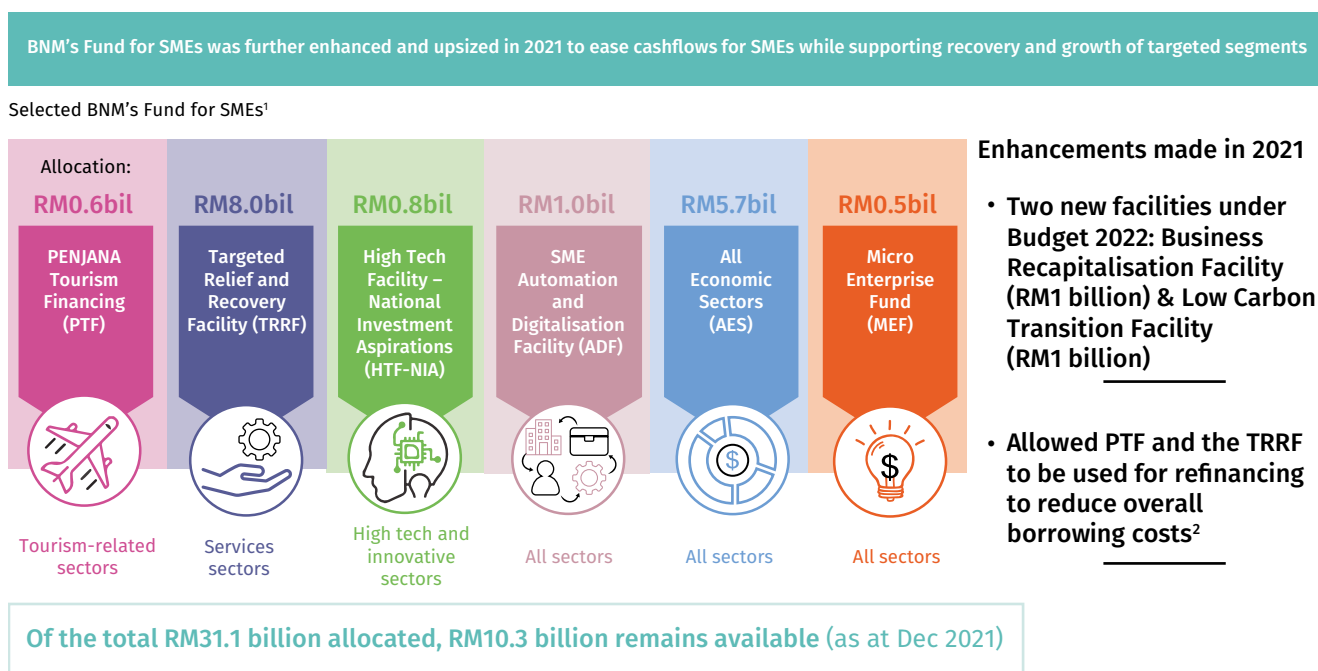 BNM’s Fund for SMEs was further enhanced and upsized in 2021 to ease cashflows for SMEs while supporting recovery and growth of targeted segments
Selected BNM’s Fund for SMEs¹
Allocation:
RM0.6bil
PENJANA
Tourism
Financing
(PTF)
Tourism-related
sectors
RM8.0bil
Targeted
Relief and
Recovery
Facility (TRRF)
Services
sectors
RM0.8bil
High Tech
Facility –
National
Investment
Aspirations
(HTF-NIA)
High tech and
innovative
sectors
RM1.0bil
SME
Automation
and
Digitalisation
Facility (ADF)
All sectors
RM5.7bil
All
Economic
Sectors
(AES)
$
All sectors
RM0.5bil
Micro
Enterprise
Fund
(MEF)
$
All sectors
Enhancements made in 2021
• Two new facilities under
Budget 2022: Business
Recapitalisation Facility
(RM1 billion) & Low Carbon
Transition Facility
(RM1 billion)
• Allowed PTF and the TRRF
to be used for refinancing
to reduce overall
borrowing costs²
Of the total RM31.1 billion allocated, RM10.3 billion remains available (as at Dec 2021)